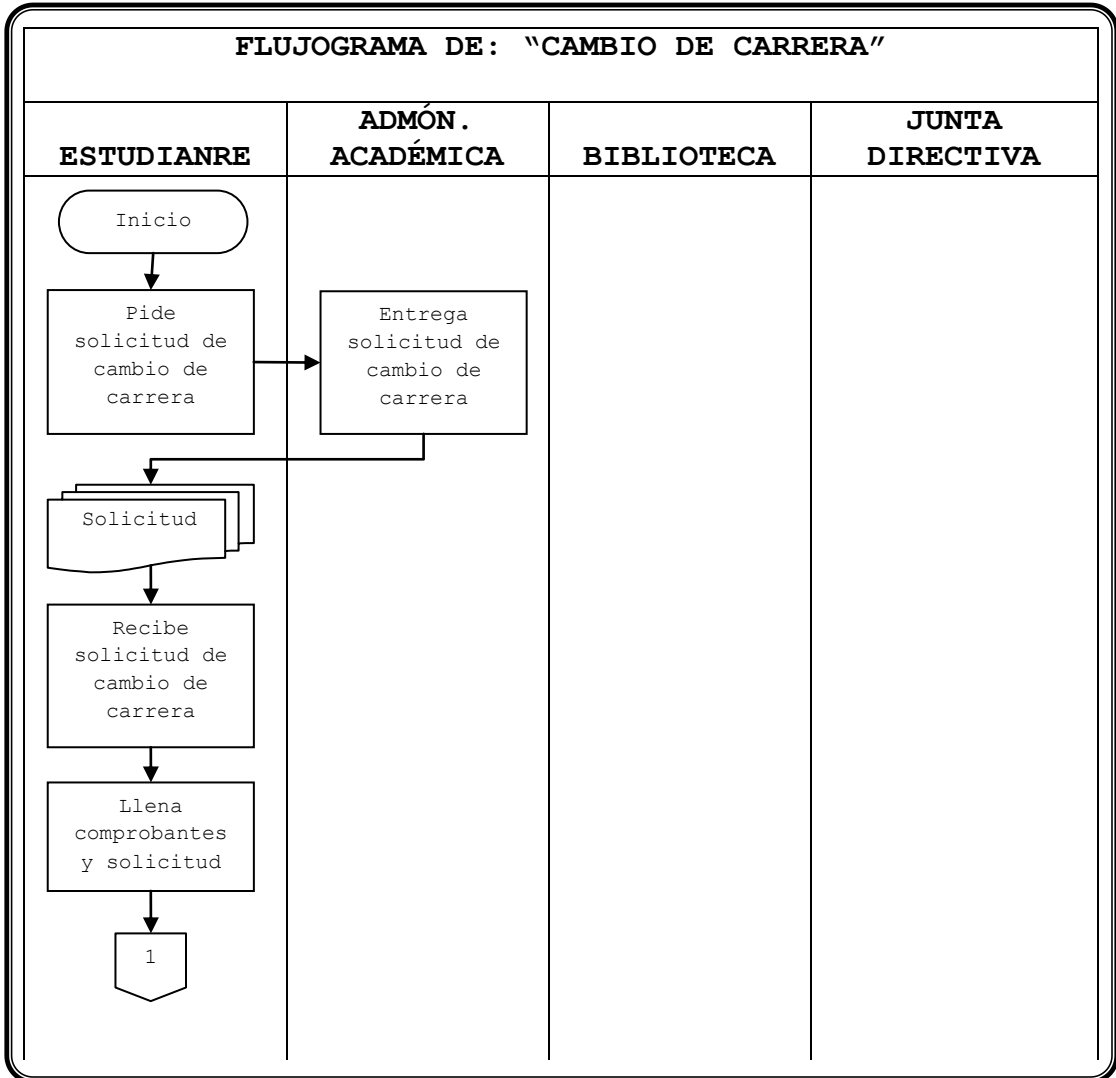 FLUJOGRAMA DE: “CAMBIO DE CARRERA”
ESTUDIANRE
ADMÓN.
ACADÉMICA
BIBLIOTECA
JUNTA
DIRECTIVA
Inicio
Pide
solicitud de
cambio de
carrera
Entrega
solicitud de
cambio de
carrera
Solicitud
Recibe
solicitud de
cambio de
carrera
Llena
comprobantes
y solicitud
1